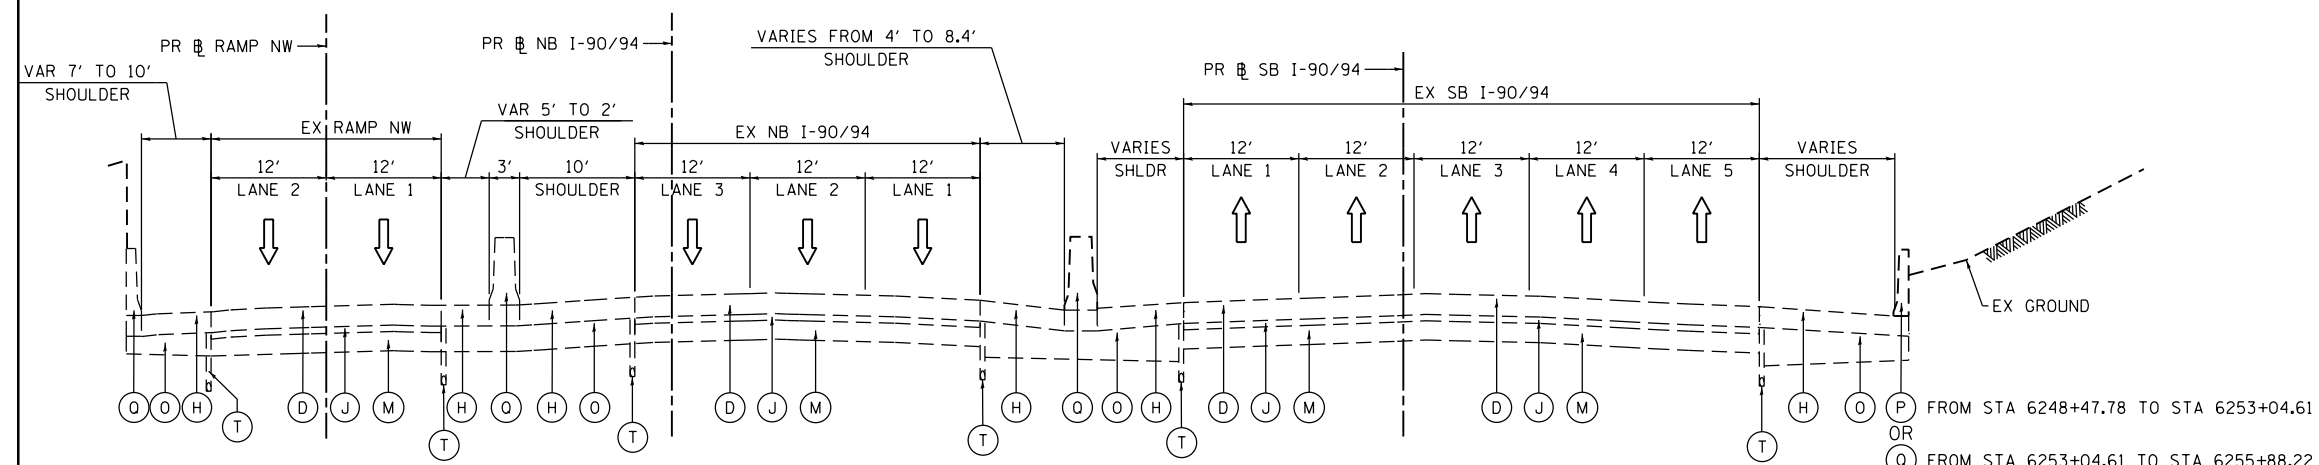 PR ℄ RAMP NW
PR ℄ NB I-90/94
VARIES FROM 4' TO 8.4'
SHOULDER
PR ℄ SB I-90/94
VAR 7' TO 10'
SHOULDER
VAR 5' TO 2'
SHOULDER
EX SB I-90/94
EX RAMP NW
EX NB I-90/94
12' 12' 3' 10' 12' 12' 12'
LANE 2 LANE 1 SHOULDER LANE 3 LANE 2 LANE 1
VARIES 12' 12' 12' 12' 12' VARIES
SHLDR LANE 1 LANE 2 LANE 3 LANE 4 LANE 5 SHOULDER
EX GROUND
Q O H D J M H Q H O D J M H Q O H D J M D J M H O P FROM STA 6248+47.78 TO STA 6253+04.61
T T T T T T
OR
Q FROM STA 6253+04.61 TO STA 6255+88.22